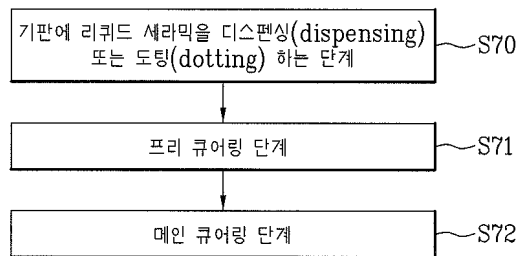 기판에 리퀴드 세라믹을 디스펜싱(dispensing)
또는 도팅(dotting) 하는 단계
S70
프리 큐어링 단계
S71
메인 큐어링 단계
S72